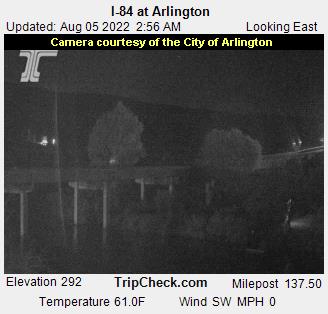 I-84 at Arlington
Updated: Aug 05 2022 2:56 AM Looking East
Camera courtesy of the City of Arlington
Elevation 292 TripCheck.com Milepost 137.50
Temperature 61.0F Wind SW MPH 0